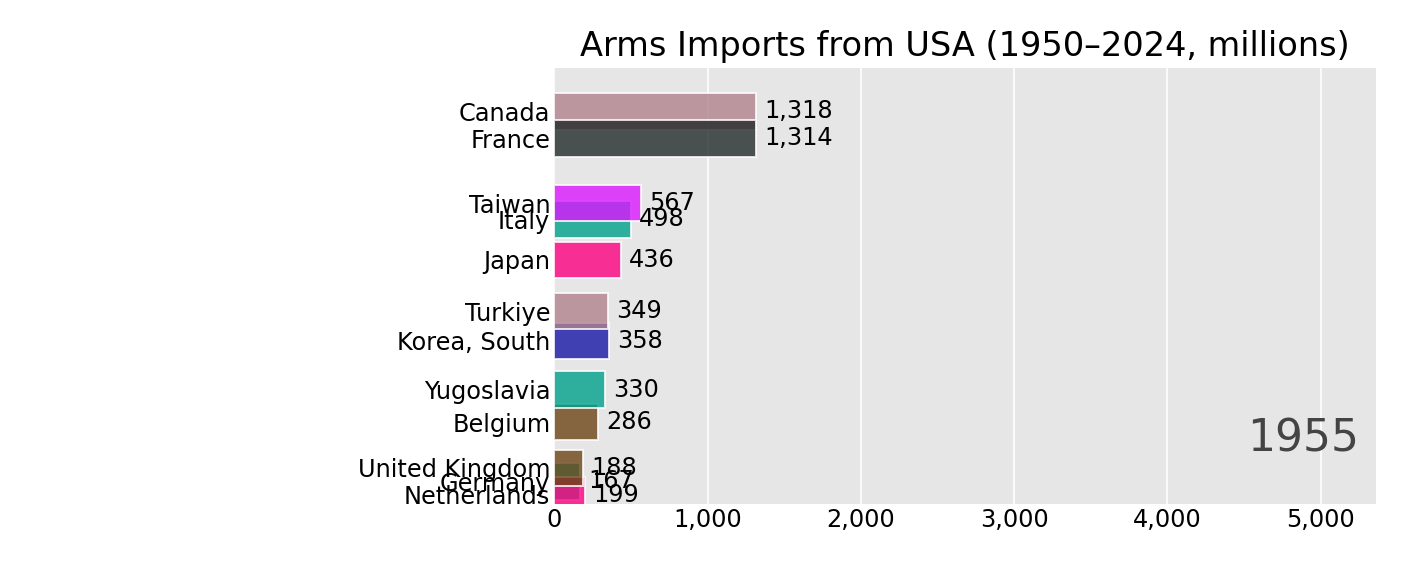 Arms Imports from USA (1950–2024, millions)
Canada 1,318
France 1,314
Taiwan 567
Italy 498
Japan 436
Turkiye 349
Korea, South 358
Yugoslavia 330
Belgium 286
1955
United Kingdom 188
Germany 167
Netherlands 199
0 1,000 2,000 3,000 4,000 5,000